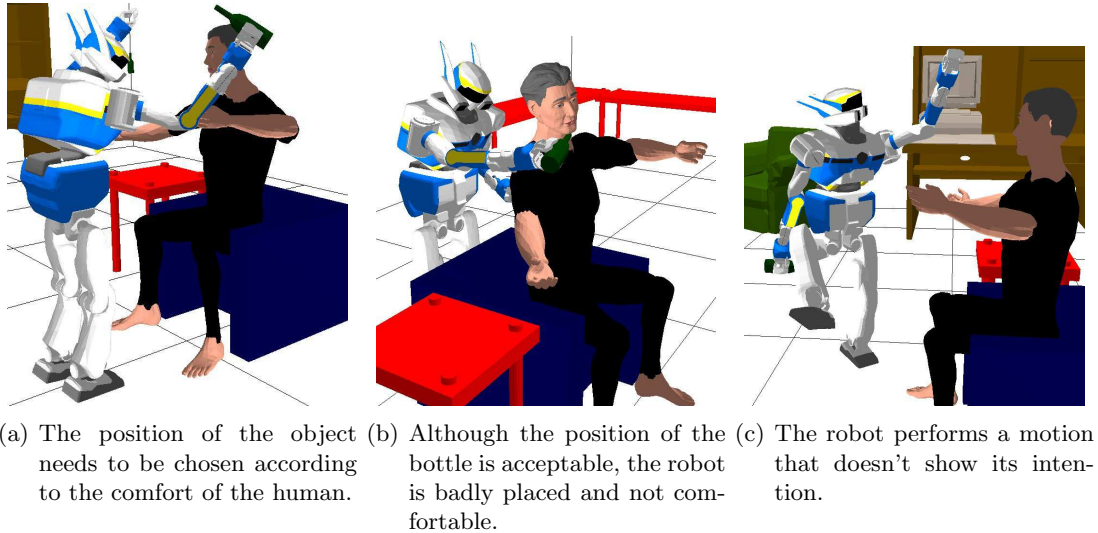 (a) The position of the object
needs to be chosen according
to the comfort of the human.
(b) Although the position of the
bottle is acceptable, the robot
is badly placed and not com-
fortable.
(c) The robot performs a motion
that doesn't show its inten-
tion.